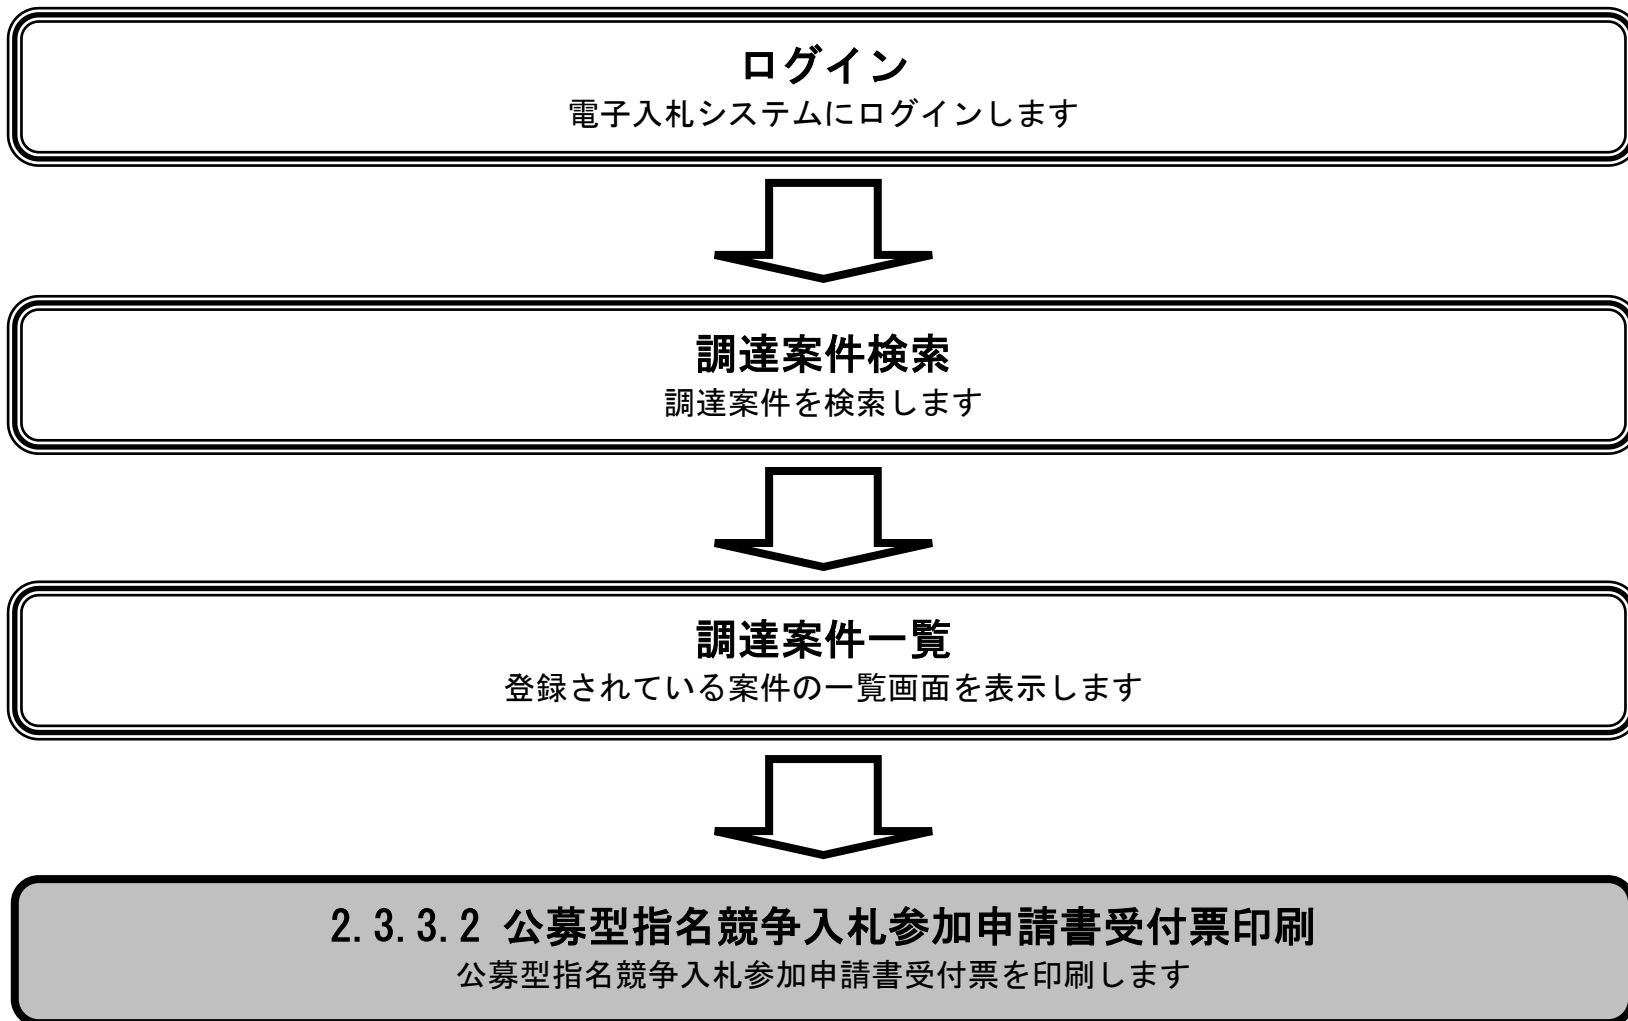 ログイン
電子入札システムにログインします
調達案件検索
調達案件を検索します
調達案件一覧
登録されている案件の一覧画面を表示します
2.3.3.2 公募型指名競争入札参加申請書受付票印刷
公募型指名競争入札参加申請書受付票を印刷します